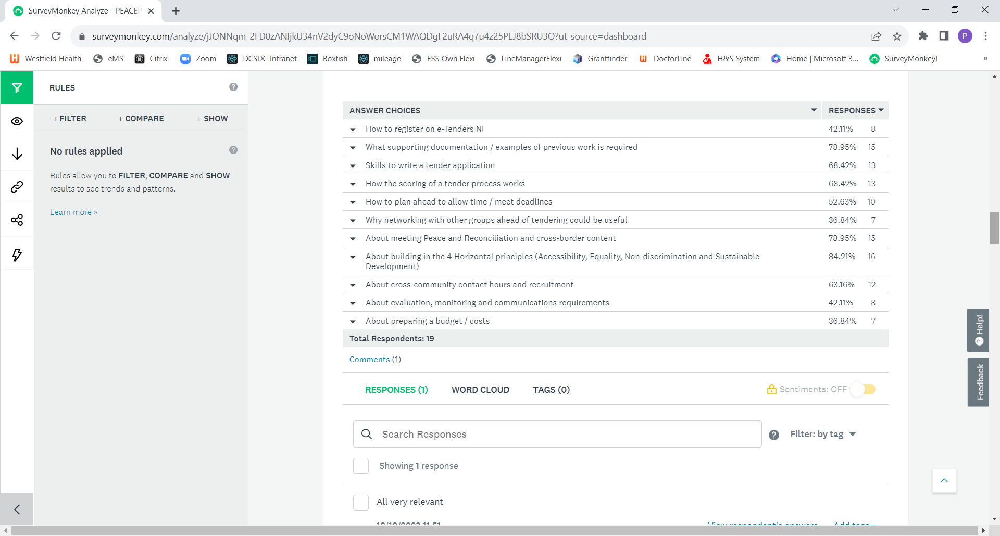 SurveyMonkey Analyze - PEACEP
surveymonkey.com/analyze/jJONNqm_2FD0zANIjkU34nV2dyC9oNoWorsCM1WAQDgF2uRA4q7u4z25PLJ8bSRU3O?ut_source=dashboard
P
Westfield Health eMS Citrix Zoom DCSDC Intranet Boxfish mileage ESS Own Flexi LineManagerFlexi Grantfinder DoctorLine H&S System Home | Microsoft 3... SurveyMonkey! »
RULES
+ FILTER + COMPARE + SHOW
No rules applied
Rules allow you to FILTER, COMPARE and SHOW
results to see trends and patterns.
Learn more »
ANSWER CHOICES RESPONSES
How to register on e-Tenders NI 42.11% 8
What supporting documentation / examples of previous work is required 78.95% 15
Skills to write a tender application 68.42% 13
How the scoring of a tender process works 68.42% 13
How to plan ahead to allow time / meet deadlines 52.63% 10
Why networking with other groups ahead of tendering could be useful 36.84% 7
About meeting Peace and Reconciliation and cross-border content 78.95% 15
About building in the 4 Horizontal principles (Accessibility, Equality, Non-discrimination and Sustainable 84.21% 16
Development)
About cross-community contact hours and recruitment 63.16% 12
About evaluation, monitoring and communications requirements 42.11% 8
About preparing a budget / costs 36.84% 7
Total Respondents: 19
Comments (1)
RESPONSES (1) WORD CLOUD TAGS (0) Sentiments: OFF
Search Responses
Filter: by tag
Showing 1 response
All very relevant
18/10/2023 11:51 View respondent's answers Add tags
Help!
Feedback